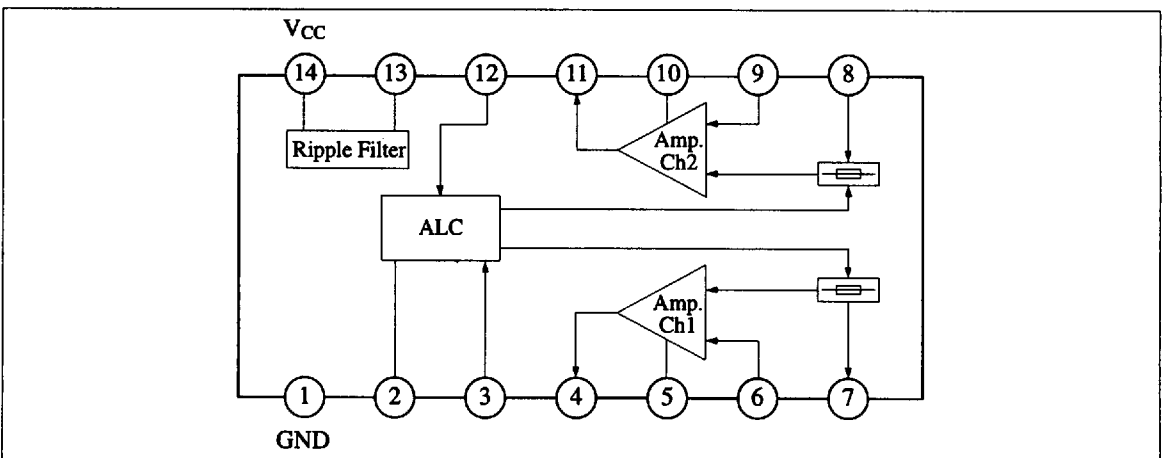 VCC
14 13 12 11 10 9 8
Ripple Filter
Amp.
Ch2
ALC
Amp.
Ch1
1 2 3 4 5 6 7
GND